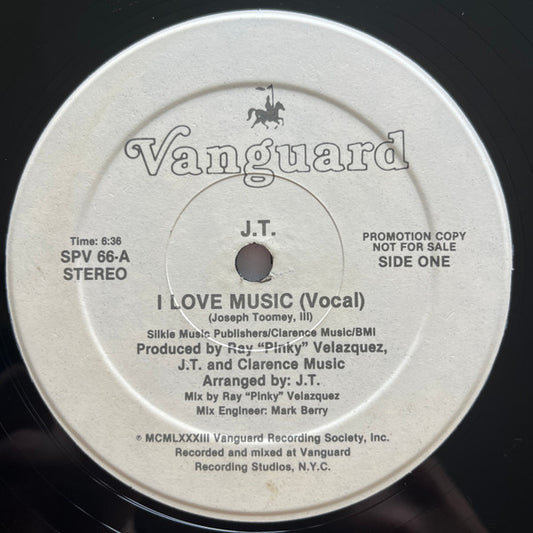 Vanguard
J.T.
Time: 6:36
SPV 66-A
STEREO
PROMOTION COPY
NOT FOR SALE
SIDE ONE
I LOVE MUSIC (Vocal)
(Joseph Toomey, III)
Silkie Music Publishers/Clarence Music/BMI
Produced by Ray "Pinky" Velazquez,
J.T. and Clarence Music
Arranged by: J.T.
Mix by Ray "Pinky" Velazquez
Mix Engineer: Mark Berry
℗ MCMLXXXIII Vanguard Recording Society, Inc.
Recorded and mixed at Vanguard
Recording Studios, N.Y.C.